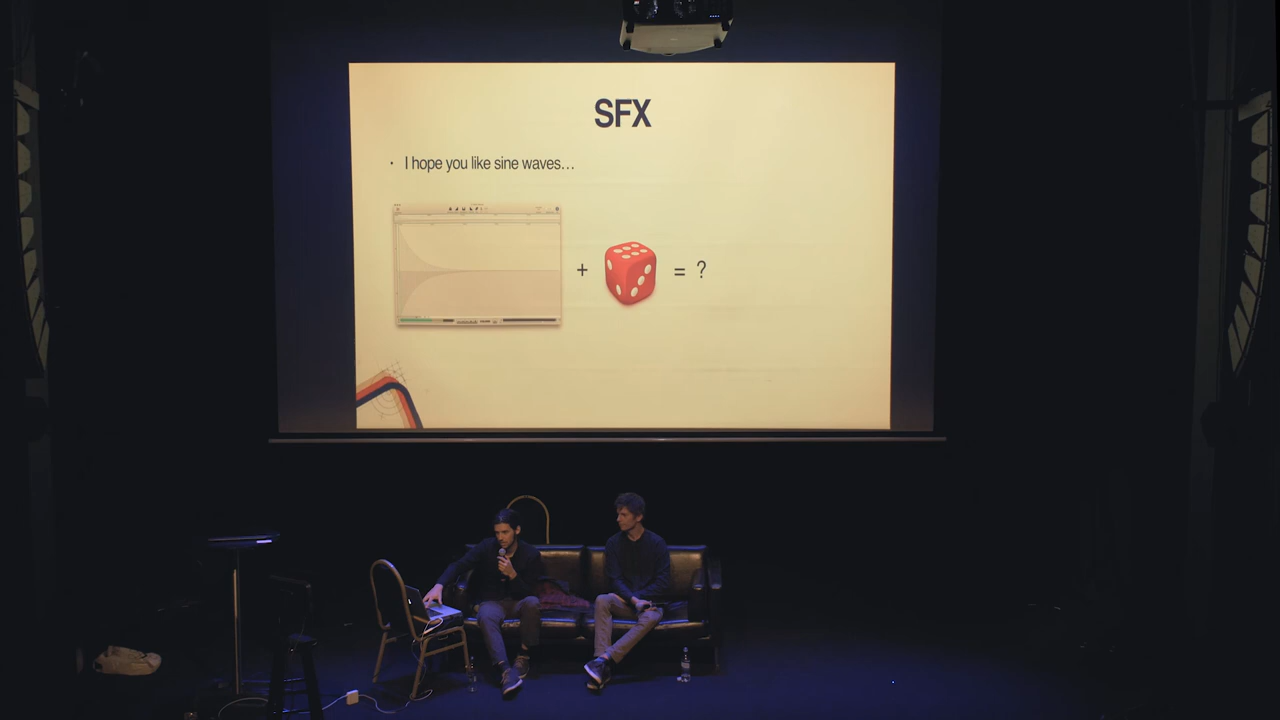 SFX
· I hope you like sine waves…
+ = ?